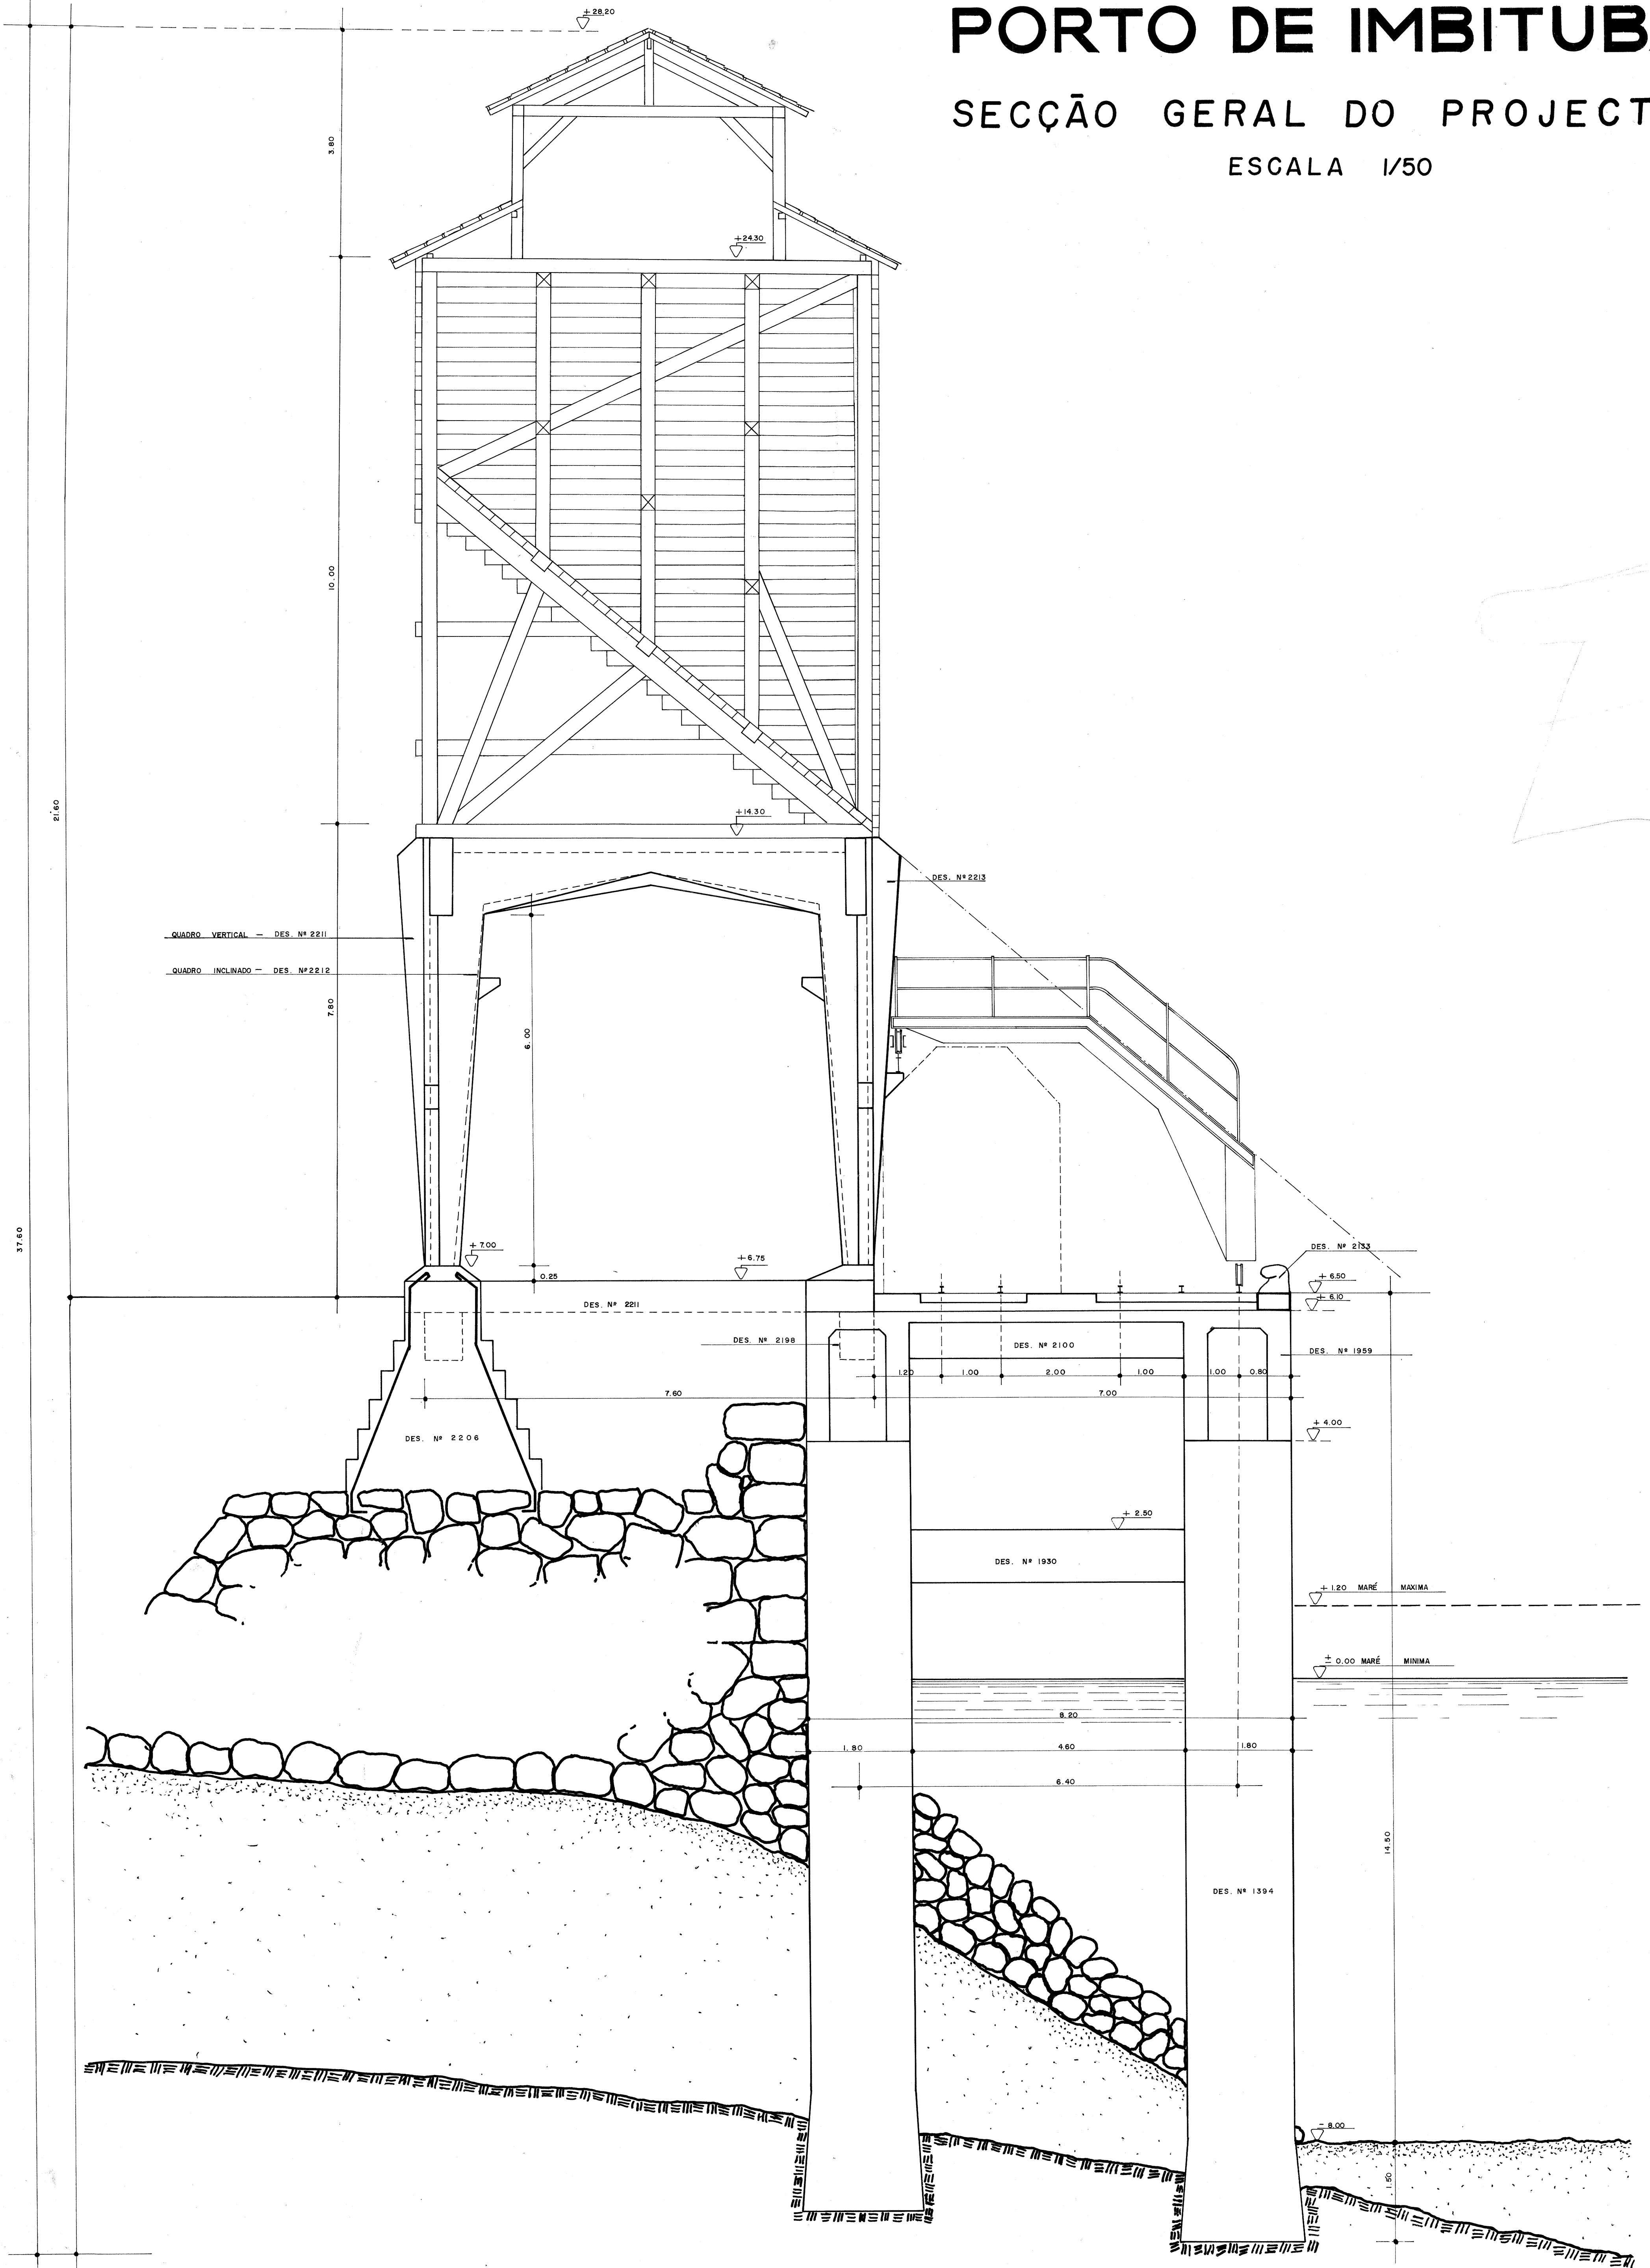 PORTO DE IMBITUB
SECÇÃO GERAL DO PROJECT
ESCALA 1/50
+28,20
3.80
+24.30
10.00
21.60
+14.30
DES. Nº 2213
QUADRO VERTICAL — DES. Nº 2211
QUADRO INCLINADO — DES. Nº 2212
7.80
6.00
37.60
+7.00
+6.75
0.25
DES. Nº 2133
+6.50
+6.10
DES. Nº 2211
DES. Nº 2198
DES. Nº 2100
DES. Nº 1959
1.20
1.00
2.00
1.00
1.00
0.80
7.60
7.00
+4.00
DES. Nº 2206
+2.50
DES. Nº 1930
+1.20 MARÉ MAXIMA
± 0.00 MARÉ MINIMA
8.20
1.80
4.60
1.80
6.40
14.50
DES. Nº 1394
-8.00
1.50